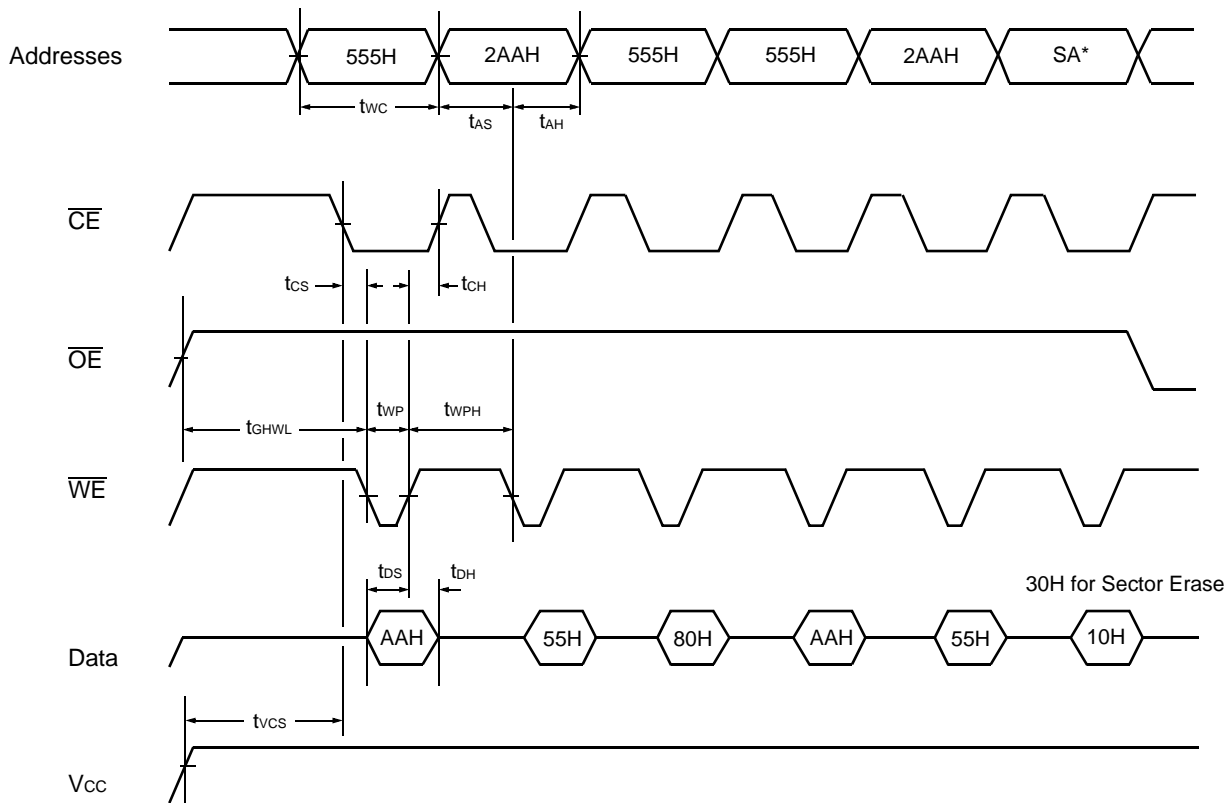 Addresses
555H 2AAH 555H 555H 2AAH SA*
tWC
tAS tAH
CE
tCS tCH
OE
tGHWL tWP tWPH
WE
tDS tDH
30H for Sector Erase
Data
AAH 55H 80H AAH 55H 10H
tVCS
VCC